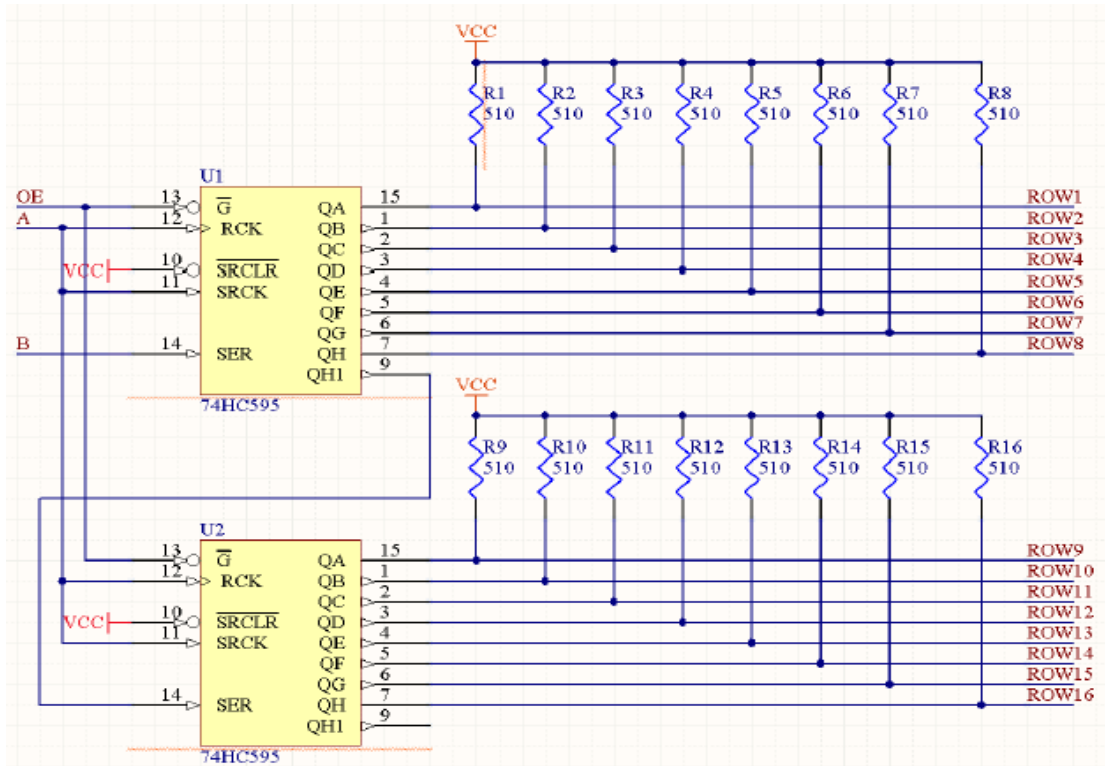 VCC
R1 R2 R3 R4 R5 R6 R7 R8
510 510 510 510 510 510 510 510
U1
OE 13 G QA 15 ROW1
A 12 RCK QB 1 ROW2
QC 2 ROW3
VCC 10 SRCLR QD 3 ROW4
11 SRCK QE 4 ROW5
QF 5 ROW6
QG 6 ROW7
B 14 SER QH 7 ROW8
QH1 9
74HC595
VCC
R9 R10 R11 R12 R13 R14 R15 R16
510 510 510 510 510 510 510 510
U2
13 G QA 15 ROW9
12 RCK QB 1 ROW10
QC 2 ROW11
VCC 10 SRCLR QD 3 ROW12
11 SRCK QE 4 ROW13
QF 5 ROW14
QG 6 ROW15
14 SER QH 7 ROW16
QH1 9
74HC595